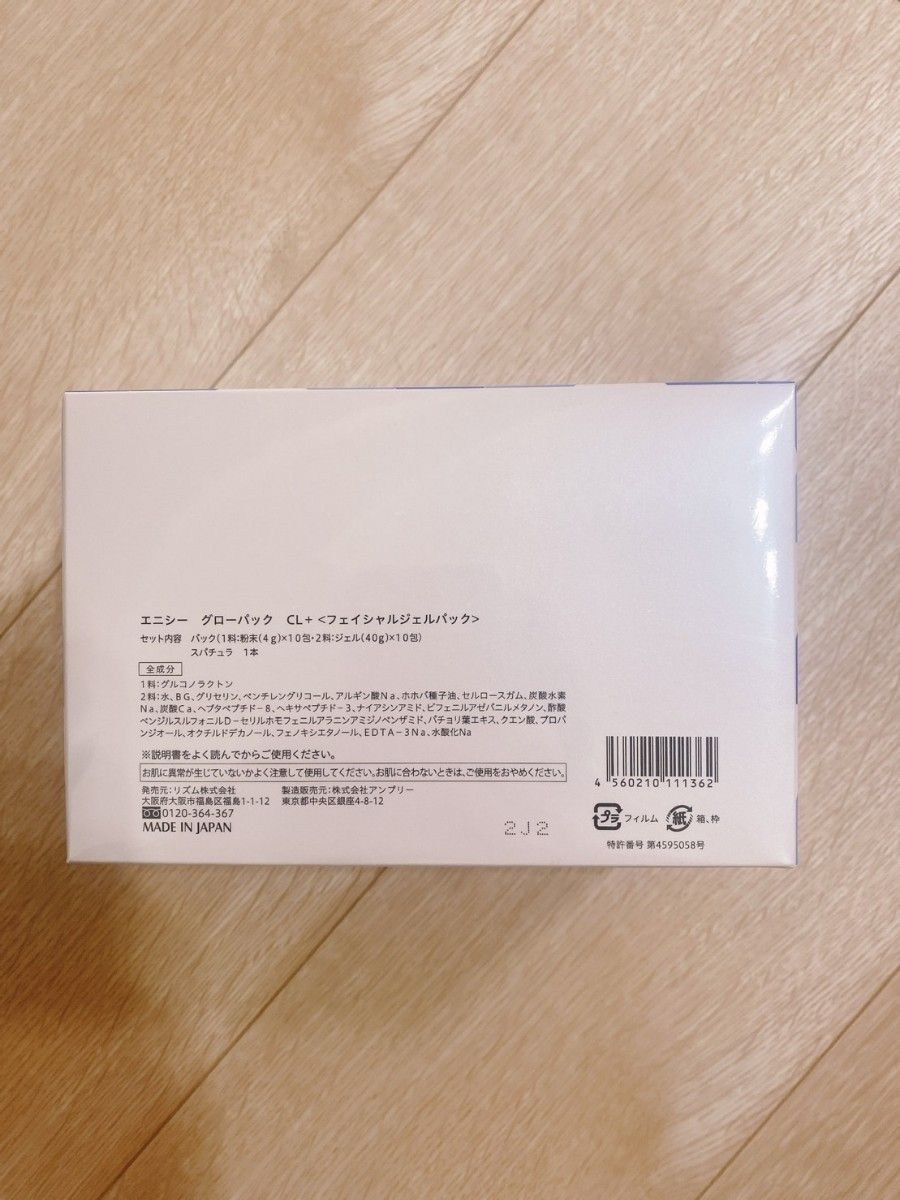 エニシー　グローパック　CL+ <フェイシャルジェルパック>
セット内容　パック(1料:粉末(4g)×10包・2料:ジェル(40g)×10包)
スパチュラ　1本
全成分
1料:グルコノラクトン
2料:水、BG、グリセリン、ペンチレングリコール、アルギン酸Na、ホホバ種子油、セルロースガム、炭酸水素
Na、炭酸Ca、ヘプタペプチド-8、ヘキサペプチド-3、ナイアシンアミド、ビフェニルアゼパニルメタノン、酢酸
ベンジルスルフォニルD-セリルホモフェニルアラニンアミジノベンザミド、パチョリ葉エキス、クエン酸、プロパ
ンジオール、オクチルドデカノール、フェノキシエタノール、EDTA-3Na、水酸化Na
※説明書をよく読んでからご使用ください。
お肌に異常が生じていないかよく注意して使用してください。お肌に合わないときは、ご使用をおやめください。
発売元:リズム株式会社　製造販売元:株式会社アンプリー
大阪府大阪市福島区福島1-1-12　東京都中央区銀座4-8-12
0120-364-367
MADE IN JAPAN
2J2
4 560210 111362
プラ フィルム 紙 箱、枠
特許番号 第4595058号